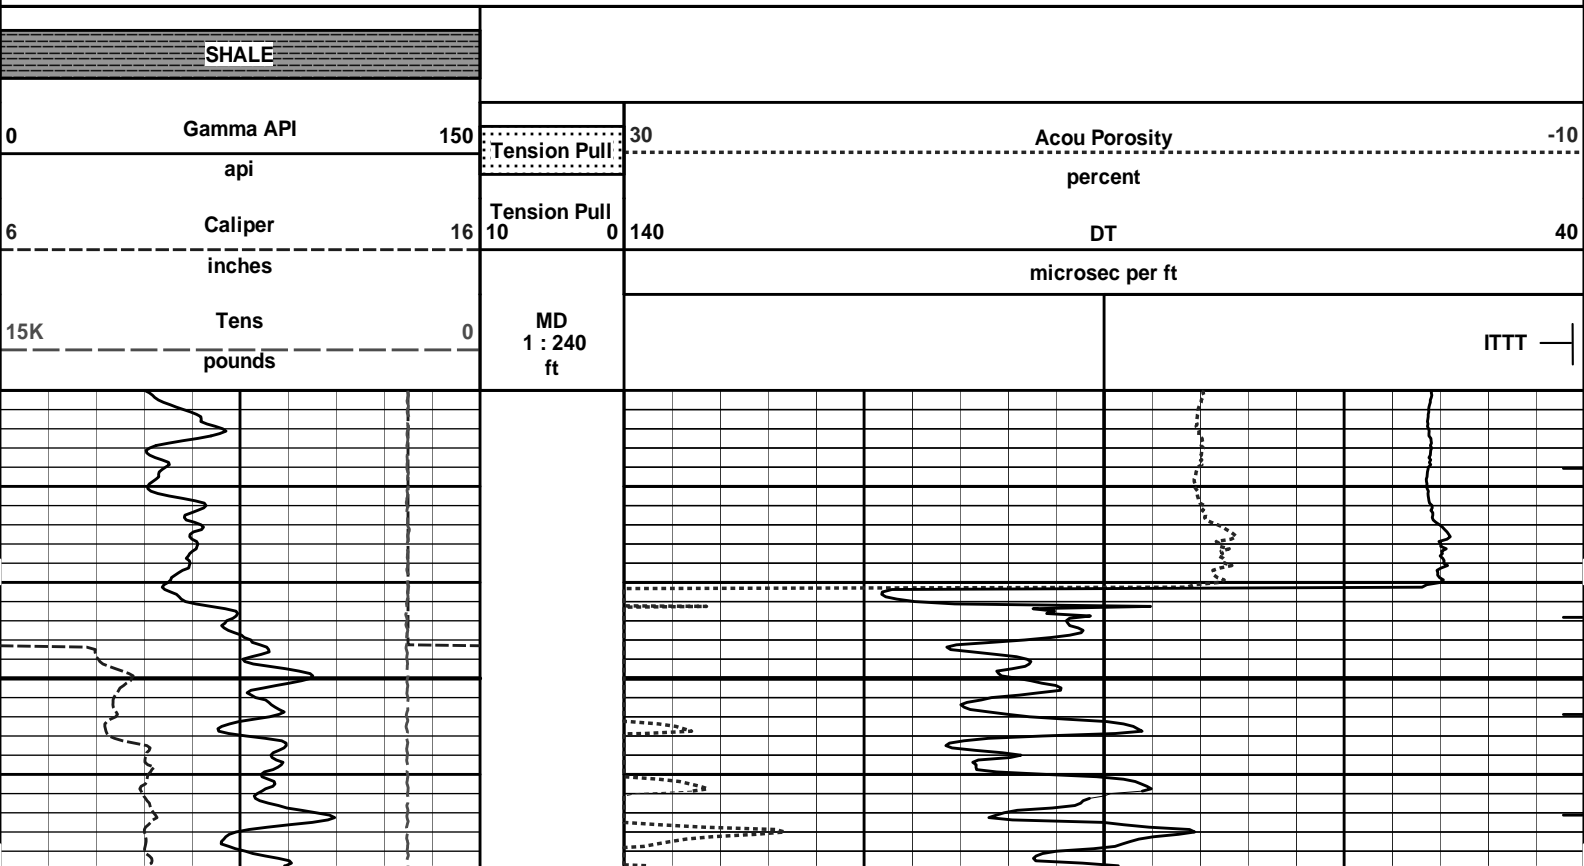 SHALE
0 Gamma API 150
api
6 Caliper 16
inches
15K Tens 0
pounds
Tension Pull
Tension Pull
10 0
MD
1 : 240
ft
30 Acou Porosity -10
percent
140 DT 40
microsec per ft
ITTT